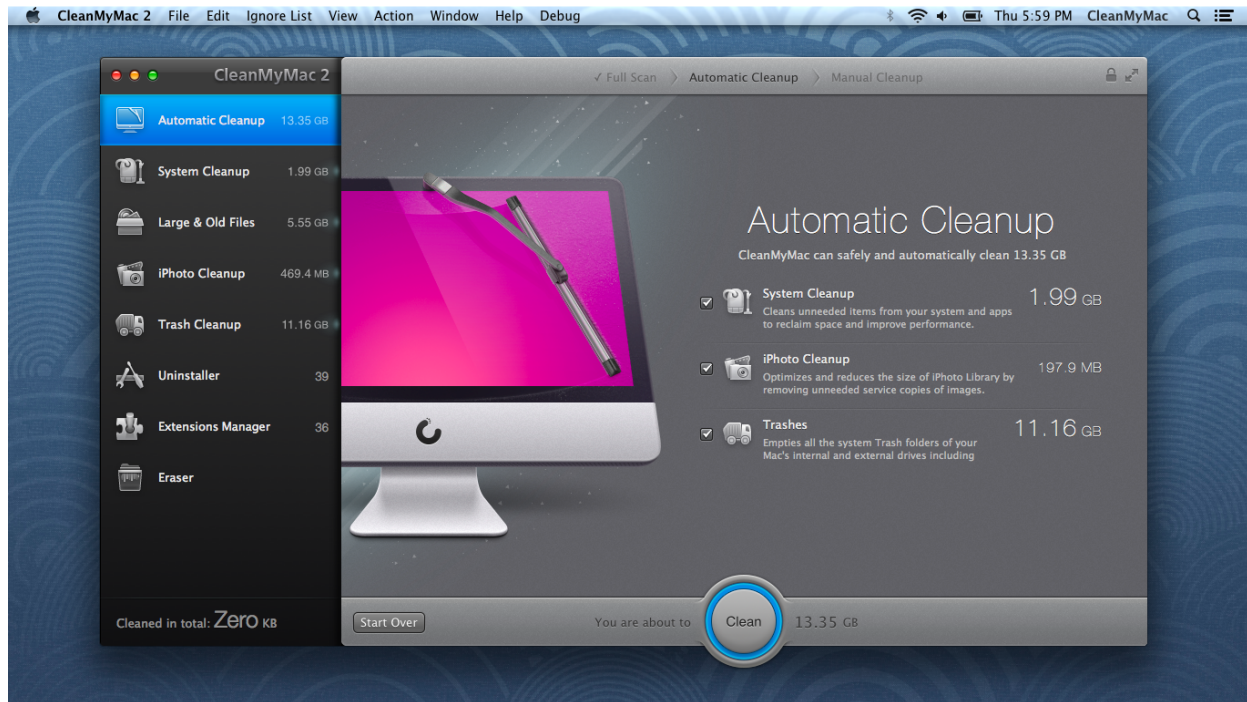 CleanMyMac 2 File Edit Ignore List View Action Window Help Debug Thu 5:59 PM CleanMyMac
CleanMyMac 2
✓ Full Scan Automatic Cleanup Manual Cleanup
Automatic Cleanup 13.35 GB
System Cleanup 1.99 GB
Large & Old Files 5.55 GB
iPhoto Cleanup 469.4 MB
Trash Cleanup 11.16 GB
Uninstaller 39
Extensions Manager 36
Eraser
Cleaned in total: Zero KB
Automatic Cleanup
CleanMyMac can safely and automatically clean 13.35 GB
System Cleanup 1.99 GB
Cleans unneeded items from your system and apps
to reclaim space and improve performance.
iPhoto Cleanup 197.9 MB
Optimizes and reduces the size of iPhoto Library by
removing unneeded service copies of images.
Trashes 11.16 GB
Empties all the system Trash folders of your
Mac's internal and external drives including
Start Over You are about to Clean 13.35 GB